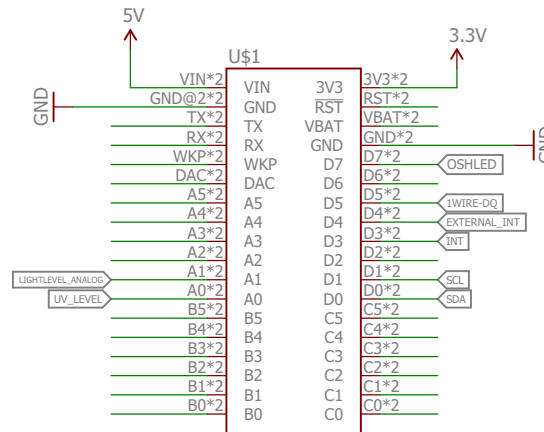 5V
3.3V
U$1
VIN*2 VIN 3V3 3V3*2
GND@2*2 GND RST RST*2
TX*2 TX VBAT VBAT*2
RX*2 RX GND GND*2
WKP*2 WKP D7 D7*2 OSHLED
DAC*2 DAC D6 D6*2
A5*2 A5 D5 D5*2 1WIRE-DQ
A4*2 A4 D4 D4*2 EXTERNAL_INT
A3*2 A3 D3 D3*2 INT
A2*2 A2 D2 D2*2
LIGHTLEVEL_ANALOG A1*2 A1 D1 D1*2 SCL
UV_LEVEL A0*2 A0 D0 D0*2 SDA
B5*2 B5 C5 C5*2
B4*2 B4 C4 C4*2
B3*2 B3 C3 C3*2
B2*2 B2 C2 C2*2
B1*2 B1 C1 C1*2
B0*2 B0 C0 C0*2
GND
GND